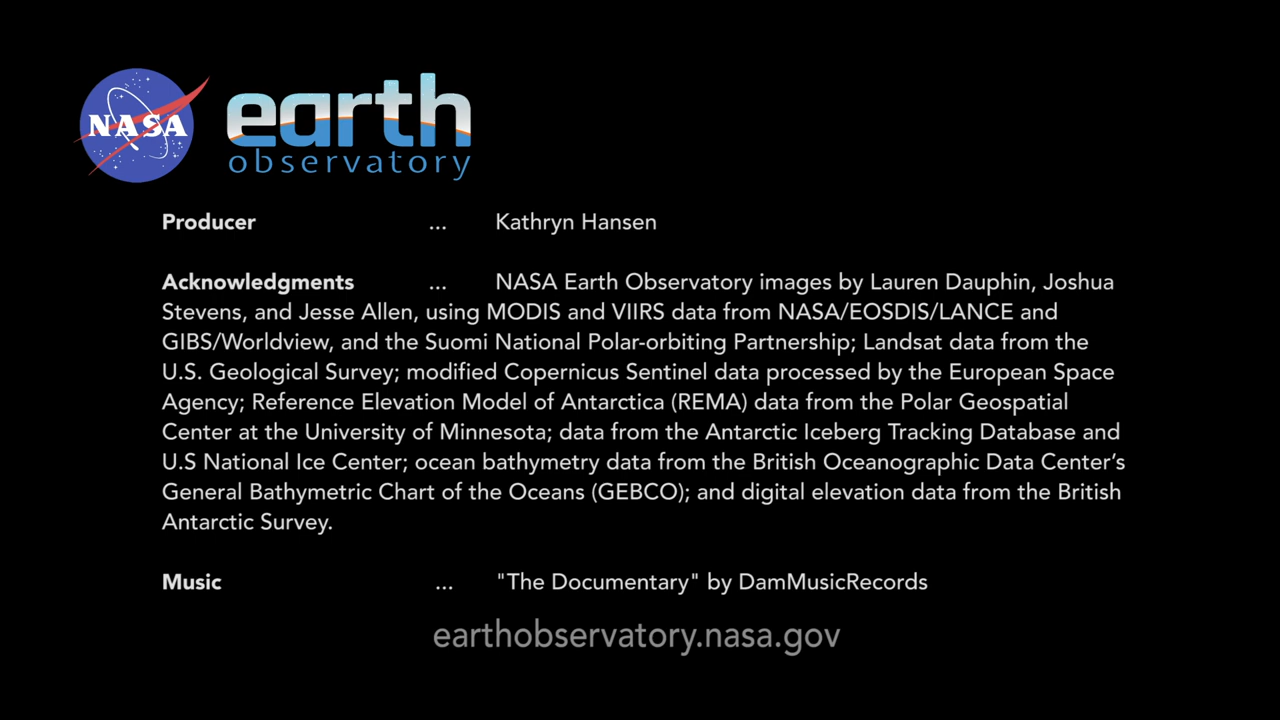 NASA
earth
observatory
Producer ... Kathryn Hansen
Acknowledgments ... NASA Earth Observatory images by Lauren Dauphin, Joshua
Stevens, and Jesse Allen, using MODIS and VIIRS data from NASA/EOSDIS/LANCE and
GIBS/Worldview, and the Suomi National Polar-orbiting Partnership; Landsat data from the
U.S. Geological Survey; modified Copernicus Sentinel data processed by the European Space
Agency; Reference Elevation Model of Antarctica (REMA) data from the Polar Geospatial
Center at the University of Minnesota; data from the Antarctic Iceberg Tracking Database and
U.S National Ice Center; ocean bathymetry data from the British Oceanographic Data Center’s
General Bathymetric Chart of the Oceans (GEBCO); and digital elevation data from the British
Antarctic Survey.
Music ... "The Documentary" by DamMusicRecords
earthobservatory.nasa.gov